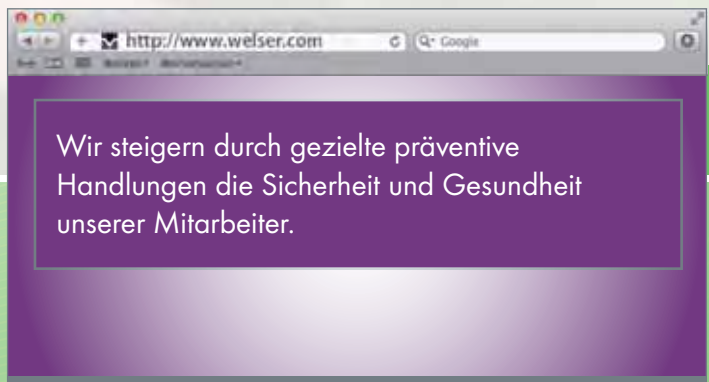 http://www.welser.com
Google
Wir steigern durch gezielte präventive
Handlungen die Sicherheit und Gesundheit
unserer Mitarbeiter.